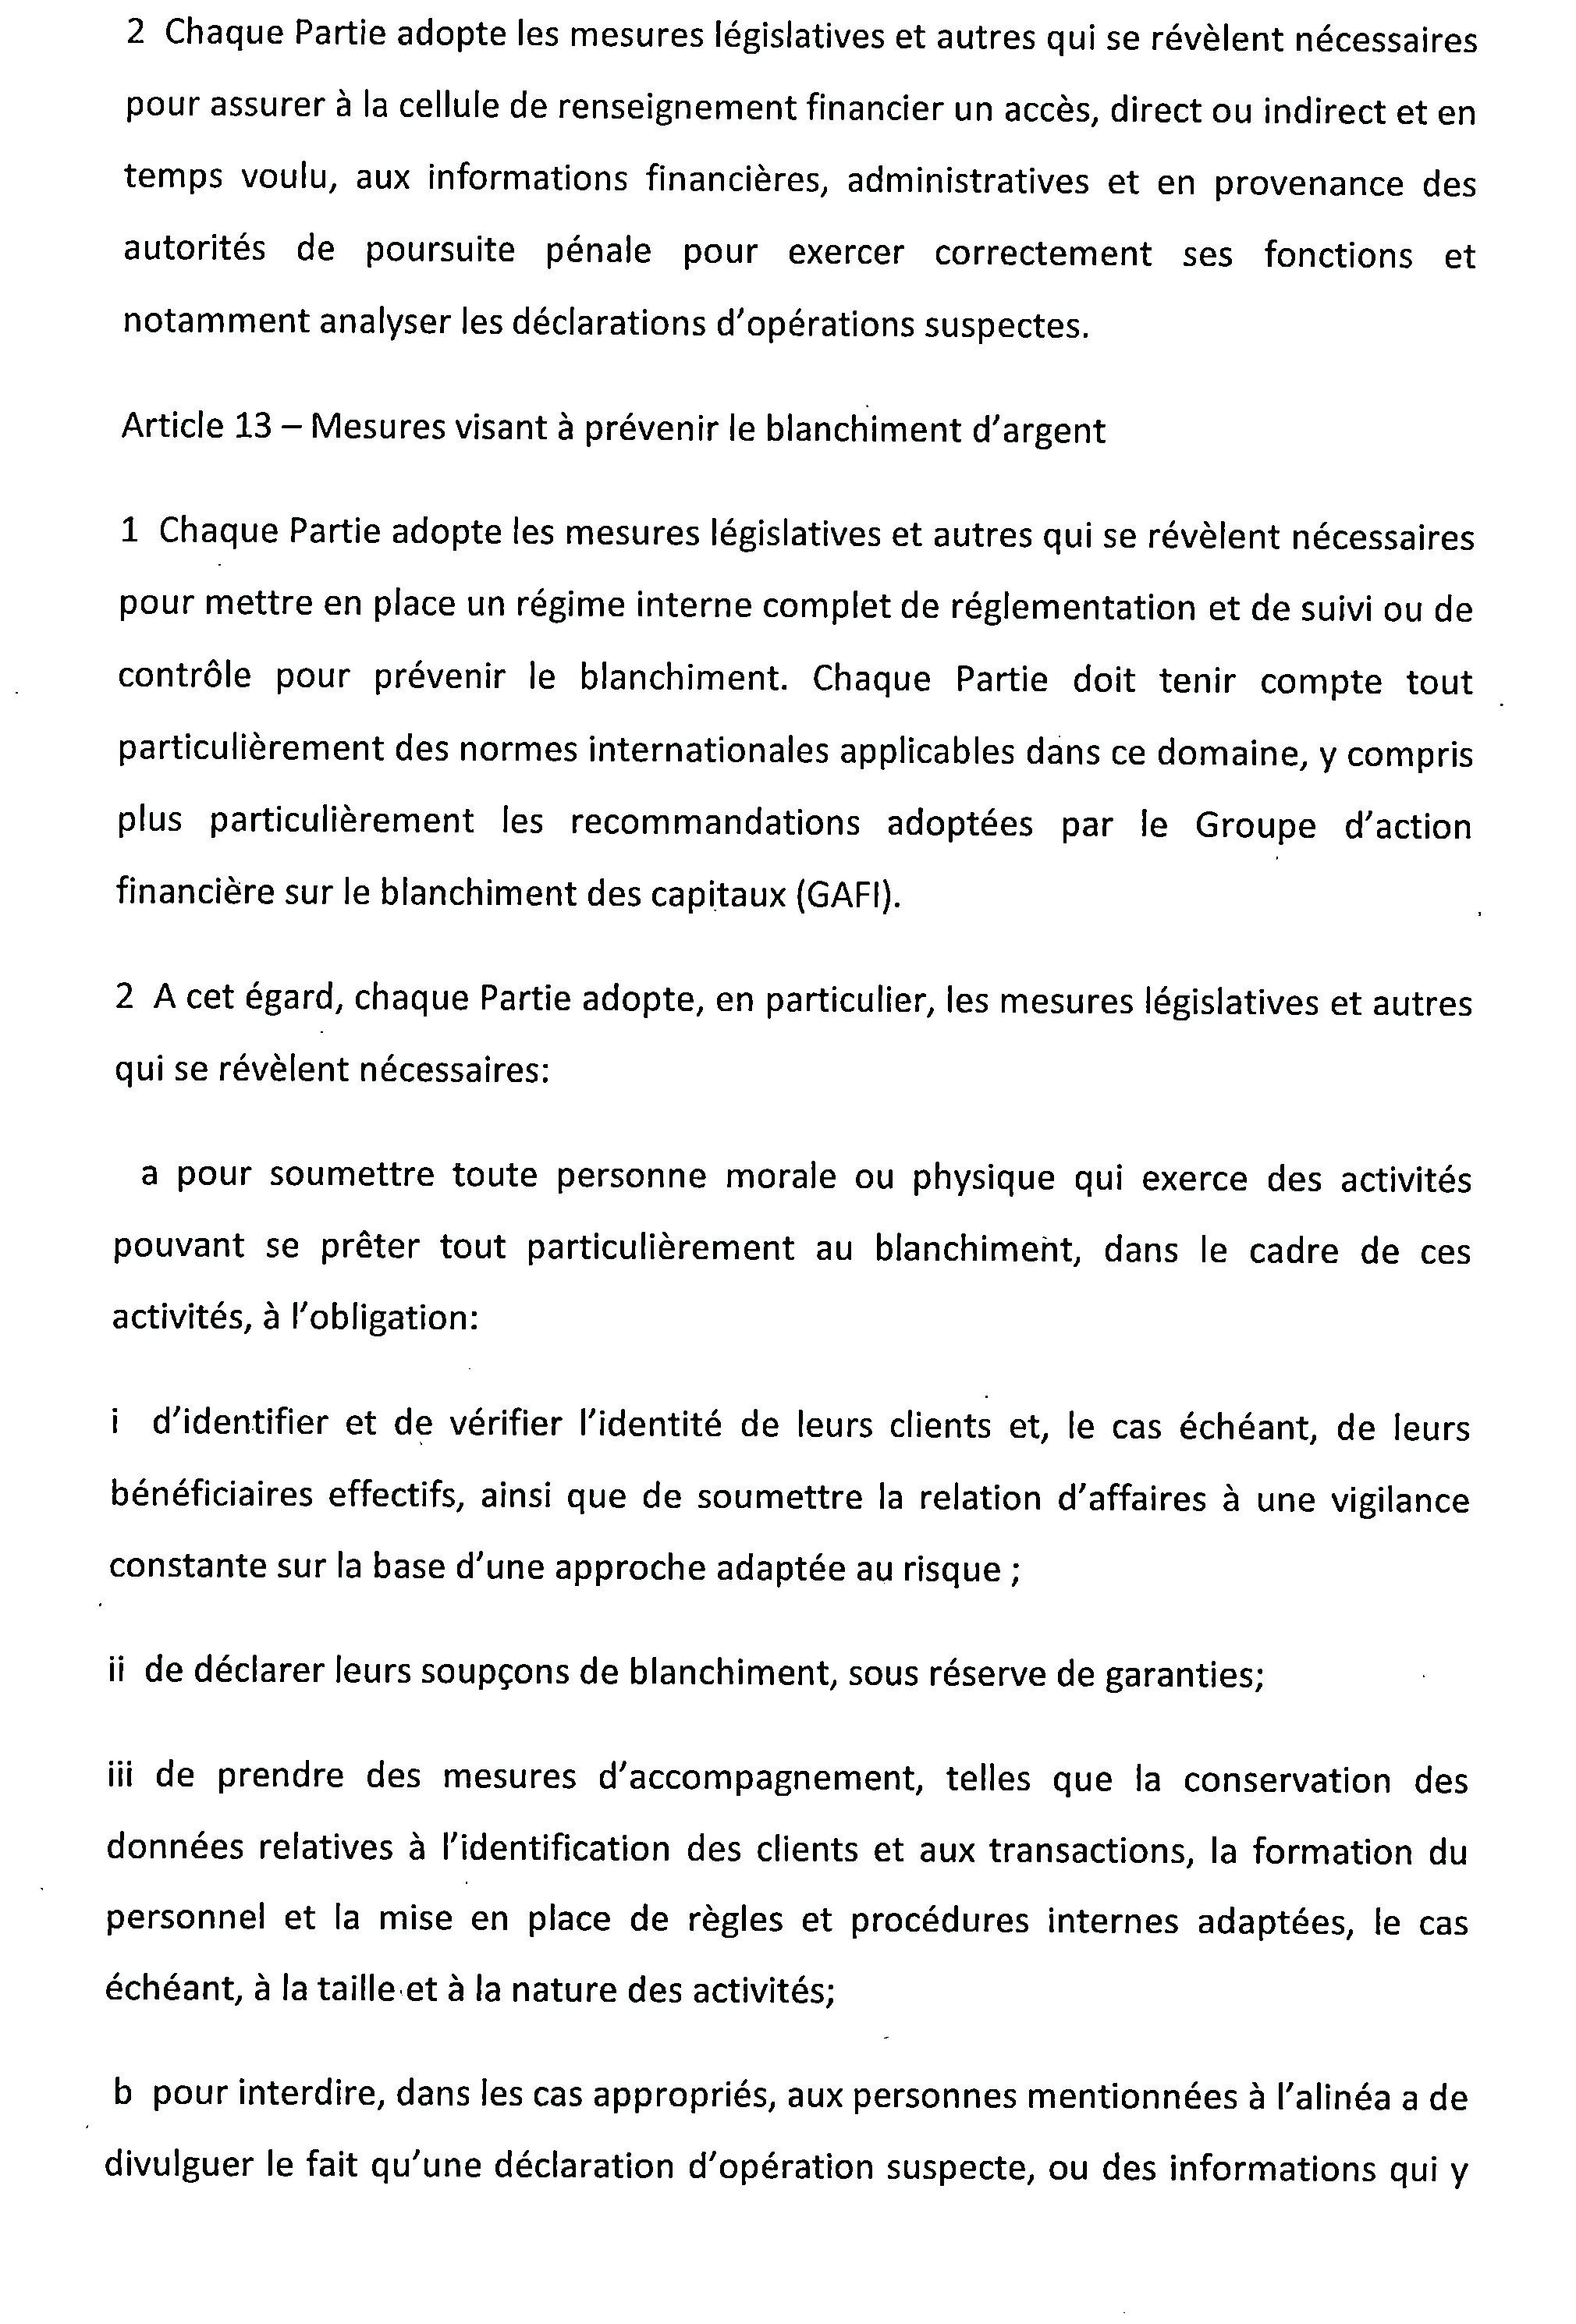 2 Chaque Partie adopte les mesures législatives et autres qui se révèlent nécessaires
pour assurer à la cellule de renseignement financier un accès, direct ou indirect et en
temps voulu, aux informations financières, administratives et en provenance des
autorités de poursuite pénale pour exercer correctement ses fonctions et
notamment analyser les déclarations d'opérations suspectes.
Article 13 – Mesures visant à prévenir le blanchiment d'argent
1 Chaque Partie adopte les mesures législatives et autres qui se révèlent nécessaires
pour mettre en place un régime interne complet de réglementation et de suivi ou de
contrôle pour prévenir le blanchiment. Chaque Partie doit tenir compte tout
particulièrement des normes internationales applicables dans ce domaine, y compris
plus particulièrement les recommandations adoptées par le Groupe d'action
financière sur le blanchiment des capitaux (GAFI).
2 A cet égard, chaque Partie adopte, en particulier, les mesures législatives et autres
qui se révèlent nécessaires:
a pour soumettre toute personne morale ou physique qui exerce des activités
pouvant se prêter tout particulièrement au blanchiment, dans le cadre de ces
activités, à l'obligation:
i d'identifier et de vérifier l'identité de leurs clients et, le cas échéant, de leurs
bénéficiaires effectifs, ainsi que de soumettre la relation d'affaires à une vigilance
constante sur la base d'une approche adaptée au risque ;
ii de déclarer leurs soupçons de blanchiment, sous réserve de garanties;
iii de prendre des mesures d'accompagnement, telles que la conservation des
données relatives à l'identification des clients et aux transactions, la formation du
personnel et la mise en place de règles et procédures internes adaptées, le cas
échéant, à la taille et à la nature des activités;
b pour interdire, dans les cas appropriés, aux personnes mentionnées à l'alinéa a de
divulguer le fait qu'une déclaration d'opération suspecte, ou des informations qui y